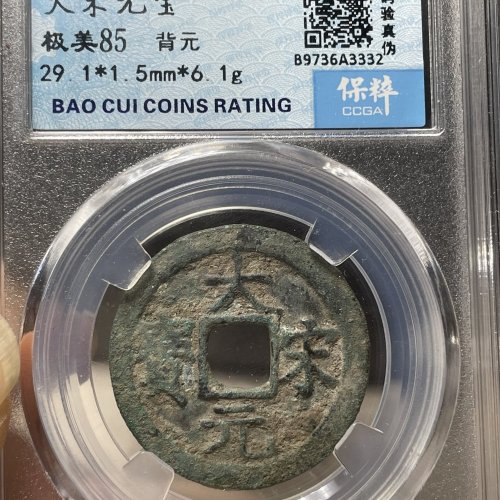 大宋元宝
极美85 背元
29.1*1.5mm*6.1g
BAO CUI COINS RATING
验真伪
B9736A3332
保粹
CCGA
大
宋
元